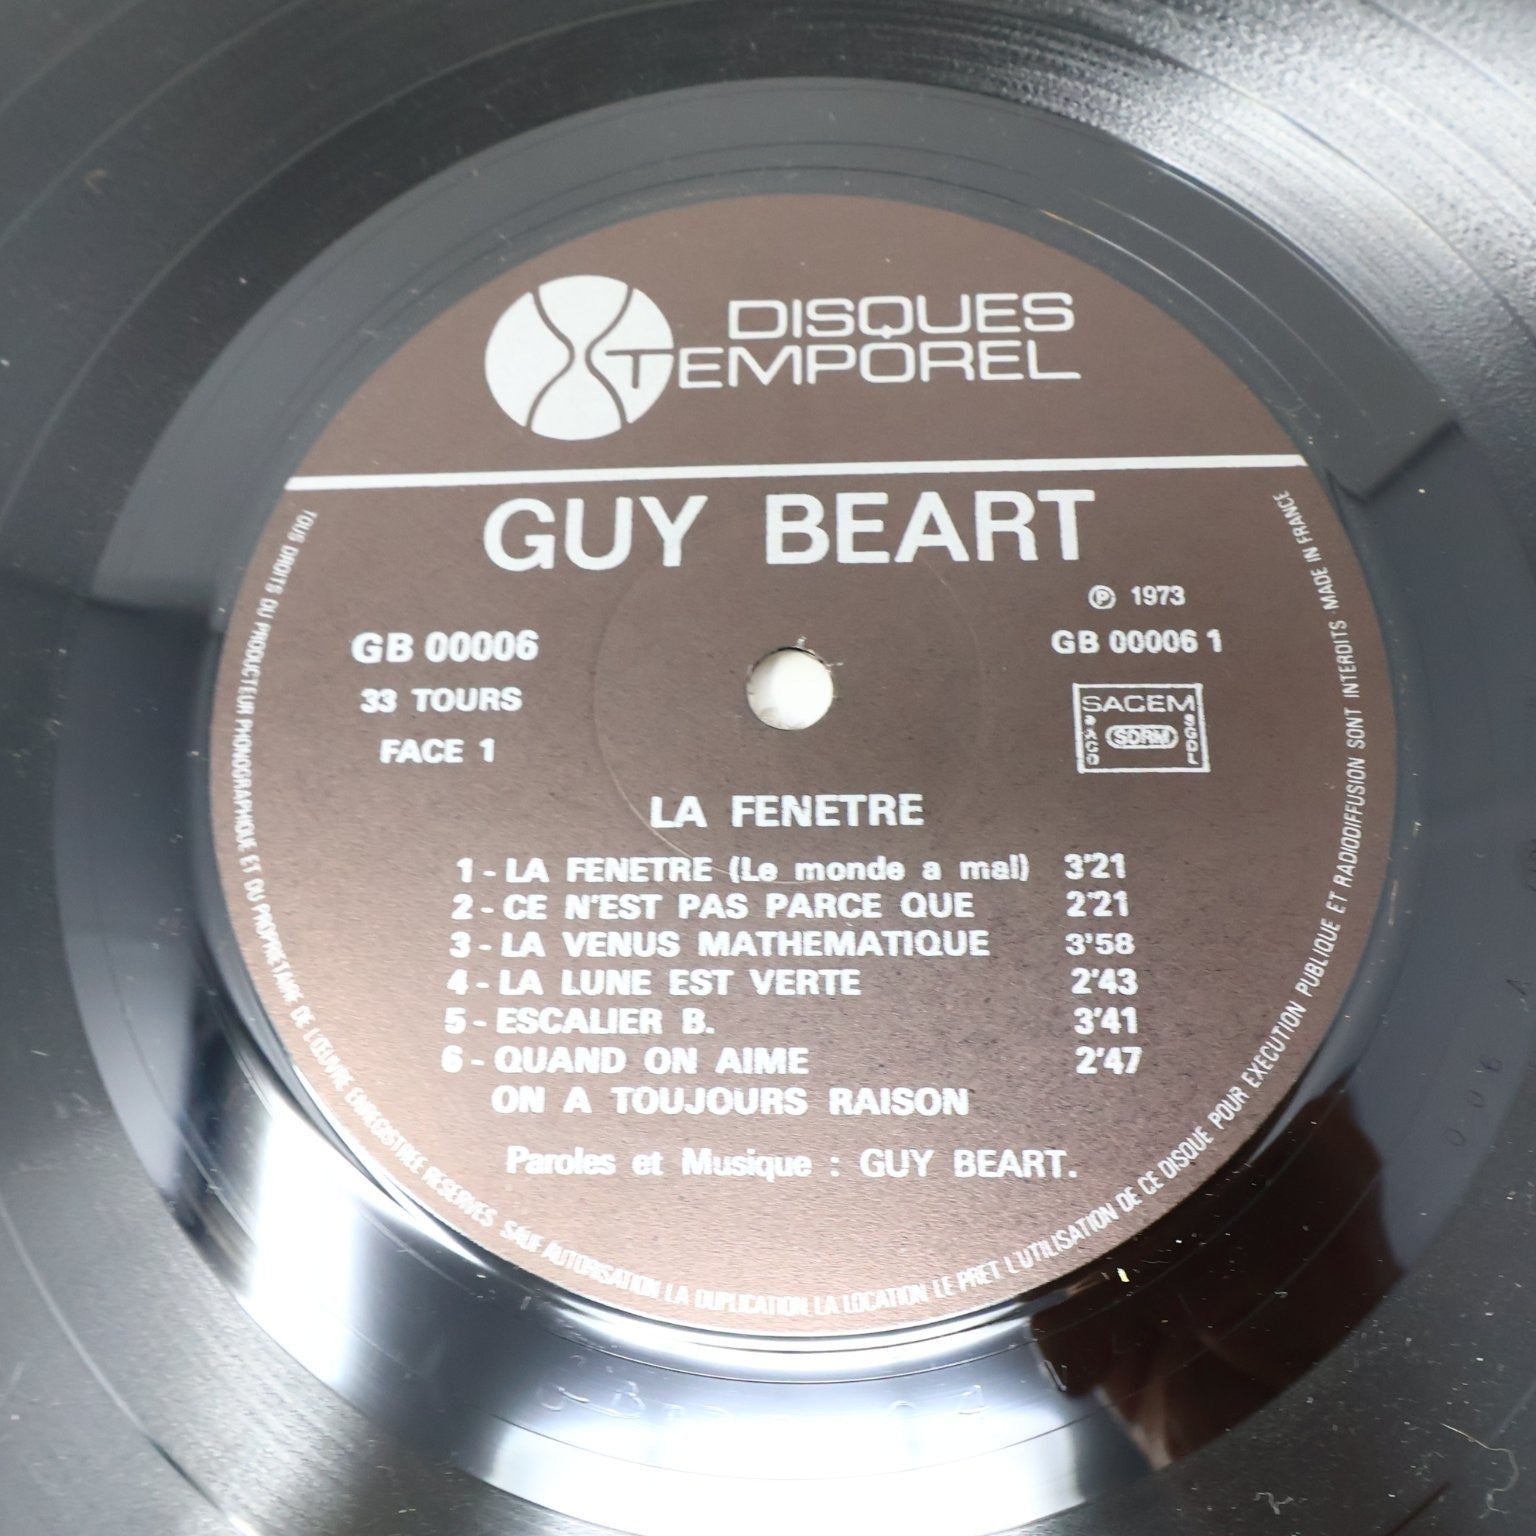 DISQUES
TEMPOREL
GUY BEART
℗ 1973
GB 00006
GB 00006 1
33 TOURS
FACE 1
SACEM
SACD
SDRM
SGDL
LA FENETRE
1 - LA FENETRE (Le monde a mal) 3'21
2 - CE N'EST PAS PARCE QUE 2'21
3 - LA VENUS MATHEMATIQUE 3'58
4 - LA LUNE EST VERTE 2'43
5 - ESCALIER B. 3'41
6 - QUAND ON AIME 2'47
ON A TOUJOURS RAISON
Paroles et Musique : GUY BEART.
TOUS DROITS DU PRODUCTEUR PHONOGRAPHIQUE ET DU PROPRIETAIRE DE L'ŒUVRE ENREGISTREE RESERVES SAUF AUTORISATION LA DUPLICATION LA LOCATION LE PRET L'UTILISATION DE CE DISQUE POUR EXECUTION PUBLIQUE ET RADIODIFFUSION SONT INTERDITS - MADE IN FRANCE